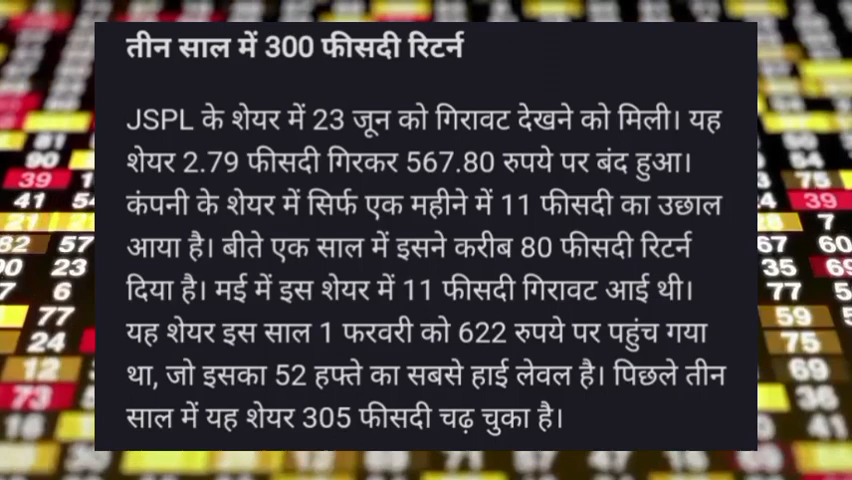 तीन साल में 300 फीसदी रिटर्न
JSPL के शेयर में 23 जून को गिरावट देखने को मिली। यह
शेयर 2.79 फीसदी गिरकर 567.80 रुपये पर बंद हुआ।
कंपनी के शेयर में सिर्फ एक महीने में 11 फीसदी का उछाल
आया है। बीते एक साल में इसने करीब 80 फीसदी रिटर्न
दिया है। मई में इस शेयर में 11 फीसदी गिरावट आई थी।
यह शेयर इस साल 1 फरवरी को 622 रुपये पर पहुंच गया
था, जो इसका 52 हफ्ते का सबसे हाई लेवल है। पिछले तीन
साल में यह शेयर 305 फीसदी चढ़ चुका है।